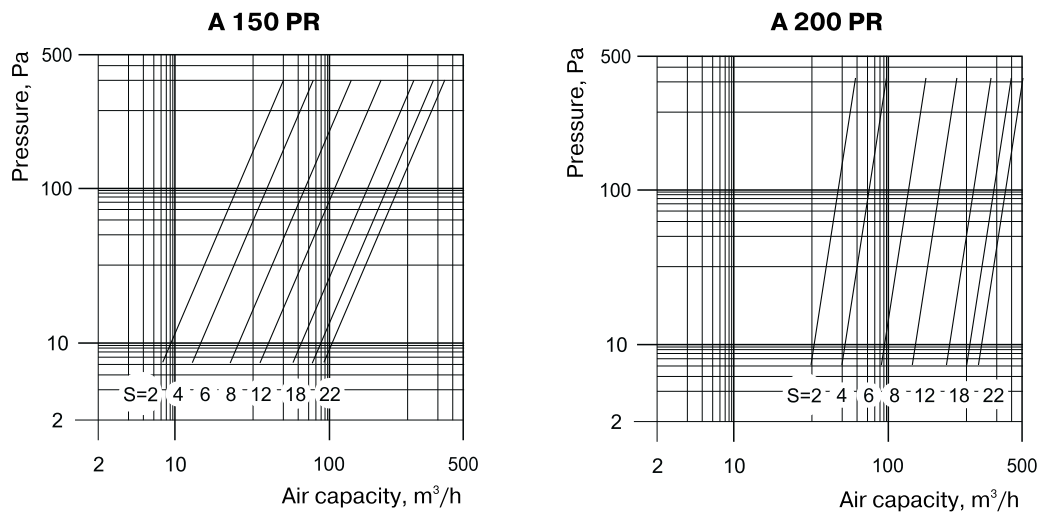 A 150 PR
Pressure, Pa
500
100
10
2
S=2 4 6 8 12 18 22
2 10 100 500
Air capacity, m³/h
A 200 PR
Pressure, Pa
500
100
10
2
S=2 4 6 8 12 18 22
2 10 100 500
Air capacity, m³/h